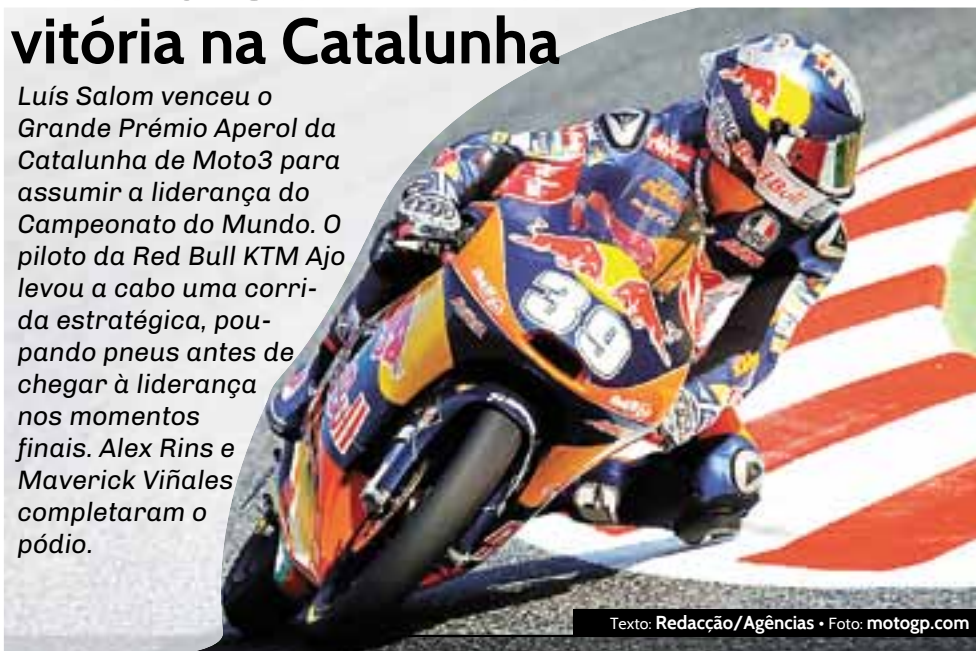 vitória na Catalunha
Luís Salom venceu o
Grande Prémio Aperol da
Catalunha de Moto3 para
assumir a liderança do
Campeonato do Mundo. O
piloto da Red Bull KTM Ajo
levou a cabo uma corri-
da estratégica, pou-
pando pneus antes de
chegar à liderança
nos momentos
finais. Alex Rins e
Maverick Viñales
completaram o
pódio.
Red Bull
39
Texto: Redacção/Agências • Foto: motogp.com